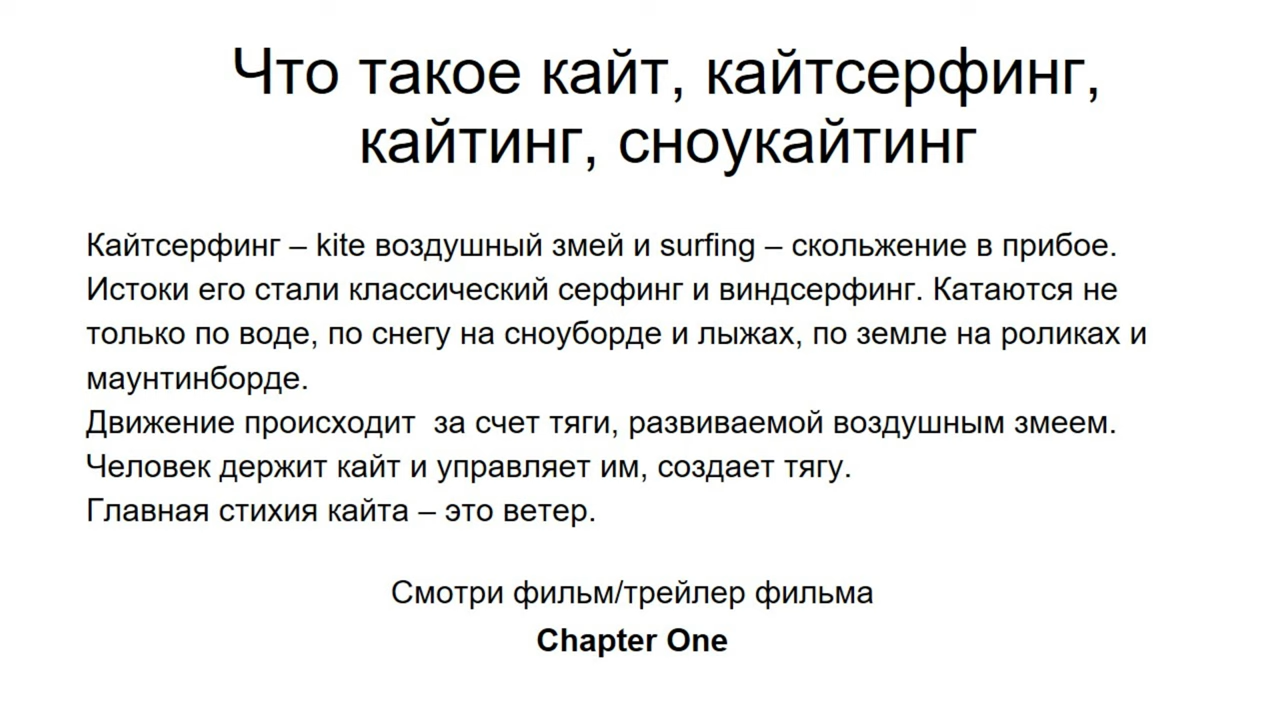 Что такое кайт, кайтсерфинг,
кайтинг, сноукайтинг
Кайтсерфинг – kite воздушный змей и surfing – скольжение в прибое.
Истоки его стали классический серфинг и виндсерфинг. Катаются не
только по воде, по снегу на сноуборде и лыжах, по земле на роликах и
маунтинборде.
Движение происходит  за счет тяги, развиваемой воздушным змеем.
Человек держит кайт и управляет им, создает тягу.
Главная стихия кайта – это ветер.
Смотри фильм/трейлер фильма
Chapter One